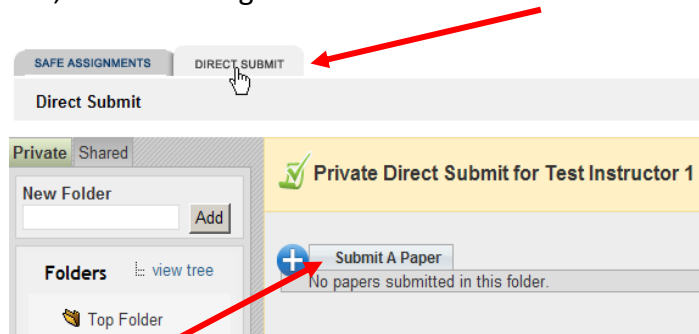 SAFE ASSIGNMENTS DIRECT SUBMIT
Direct Submit
Private Shared
New Folder
Add
Folders view tree
Top Folder
Private Direct Submit for Test Instructor 1
Submit A Paper
No papers submitted in this folder.